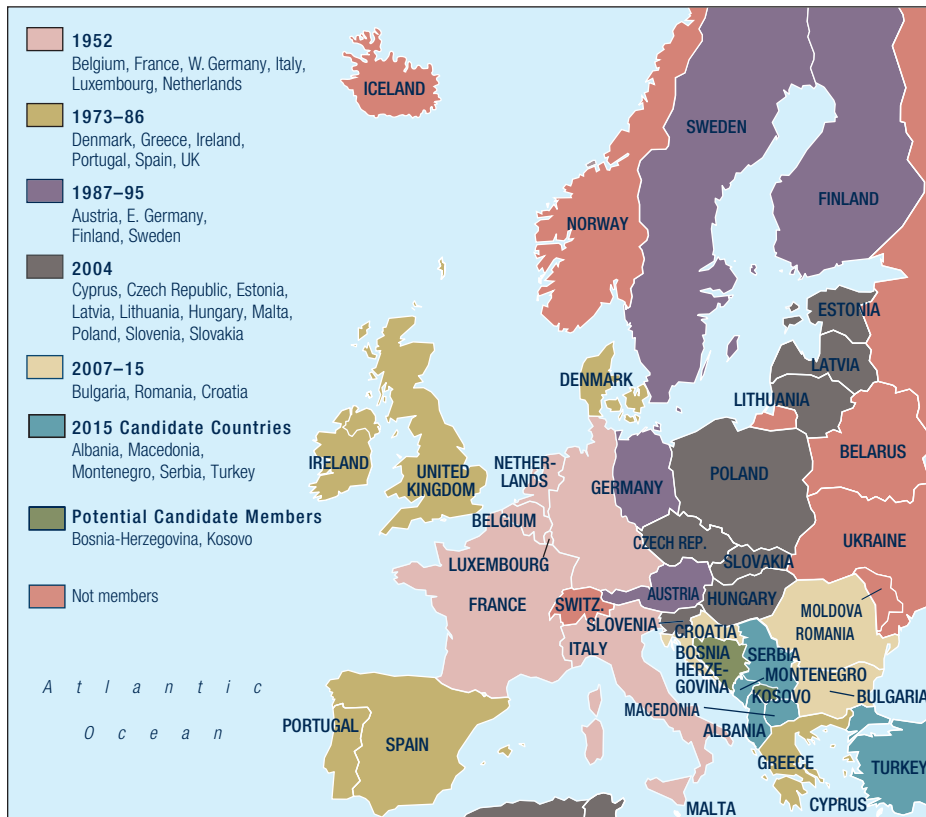 1952
Belgium, France, W. Germany, Italy,
Luxembourg, Netherlands
1973–86
Denmark, Greece, Ireland,
Portugal, Spain, UK
1987–95
Austria, E. Germany,
Finland, Sweden
2004
Cyprus, Czech Republic, Estonia,
Latvia, Lithuania, Hungary, Malta,
Poland, Slovenia, Slovakia
2007–15
Bulgaria, Romania, Croatia
2015 Candidate Countries
Albania, Macedonia,
Montenegro, Serbia, Turkey
Potential Candidate Members
Bosnia-Herzegovina, Kosovo
Not members
Atlantic
Ocean
ICELAND
SWEDEN
FINLAND
NORWAY
ESTONIA
LATVIA
DENMARK
LITHUANIA
BELARUS
IRELAND
UNITED
KINGDOM
NETHER-
LANDS
GERMANY
POLAND
BELGIUM
UKRAINE
CZECH REP.
LUXEMBOURG
SLOVAKIA
FRANCE
SWITZ.
AUSTRIA
HUNGARY
MOLDOVA
ROMANIA
SLOVENIA
CROATIA
ITALY
BOSNIA
HERZE-
GOVINA
SERBIA
MONTENEGRO
KOSOVO
BULGARIA
MACEDONIA
ALBANIA
PORTUGAL
SPAIN
GREECE
TURKEY
MALTA
CYPRUS